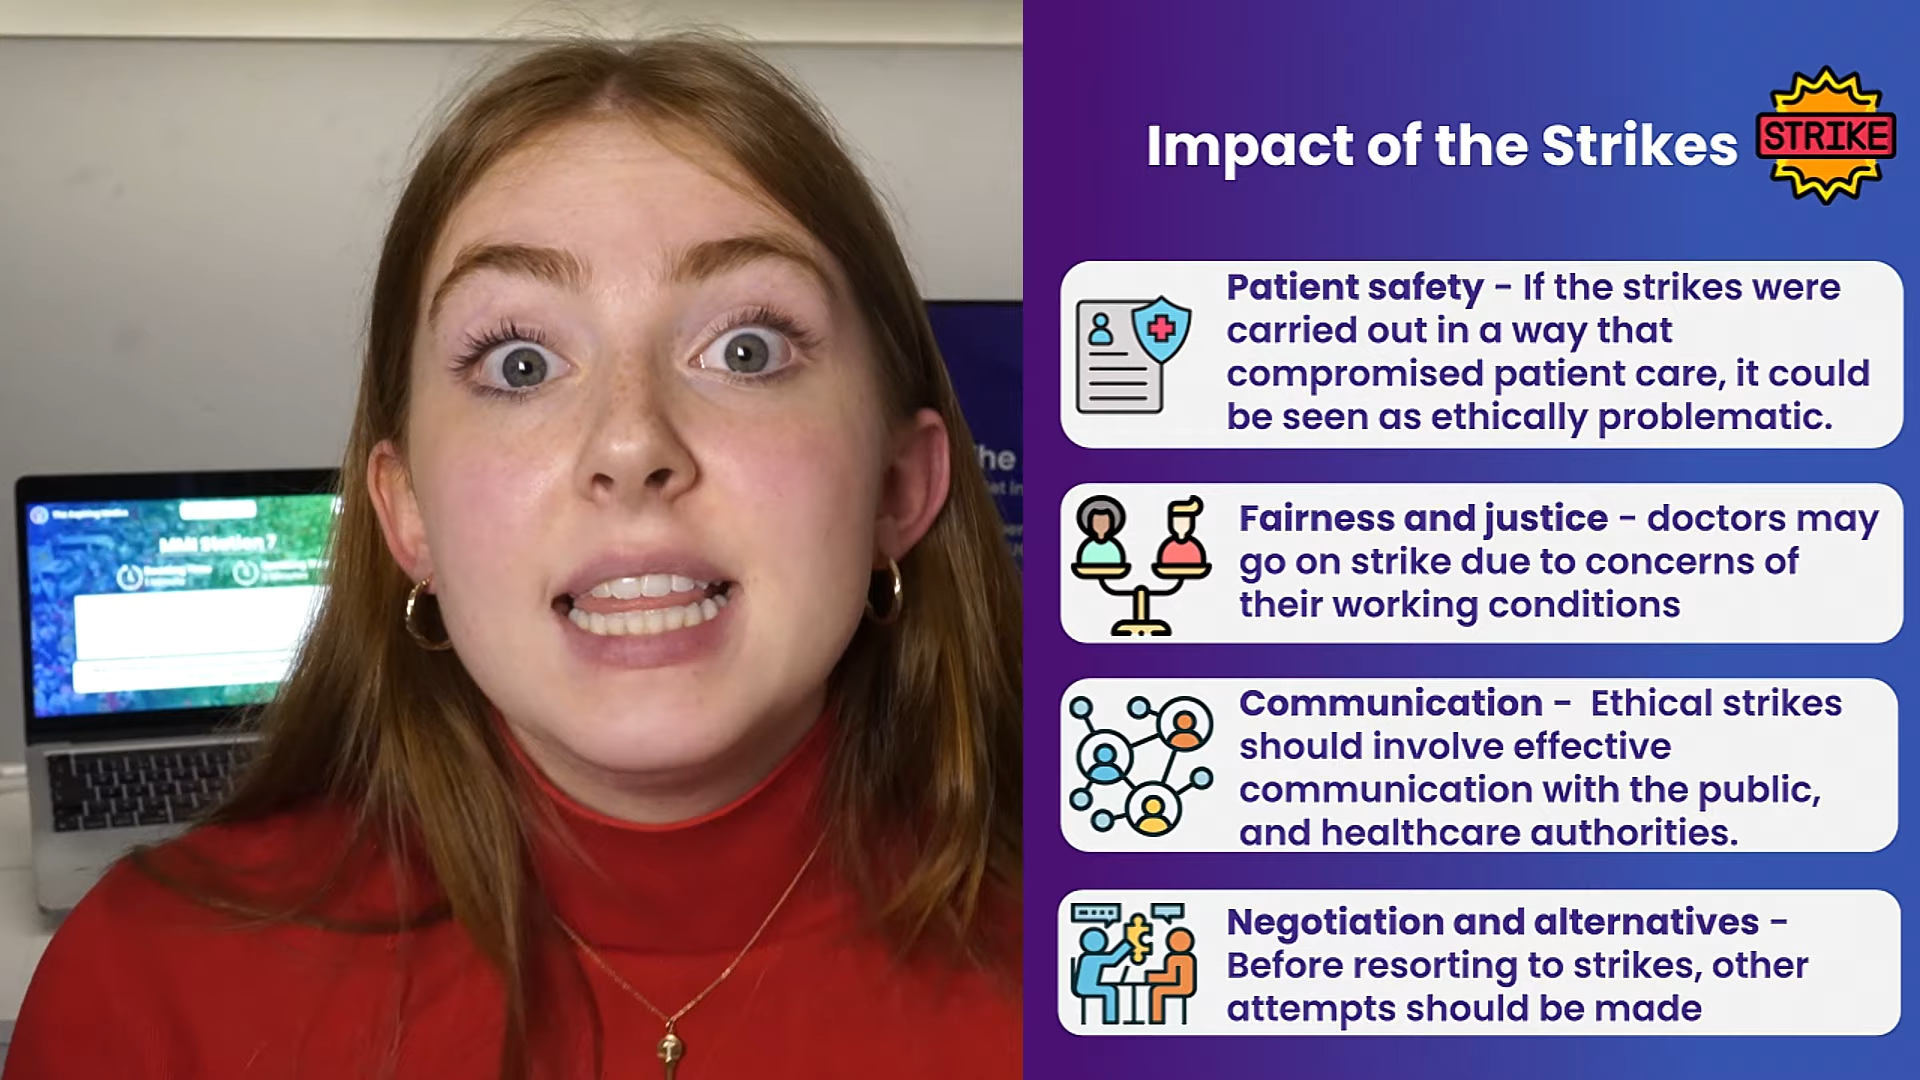 Impact of the Strikes
STRIKE
Patient safety - If the strikes were
carried out in a way that
compromised patient care, it could
be seen as ethically problematic.
Fairness and justice - doctors may
go on strike due to concerns of
their working conditions
Communication - Ethical strikes
should involve effective
communication with the public,
and healthcare authorities.
Negotiation and alternatives -
Before resorting to strikes, other
attempts should be made
MMI Station 7